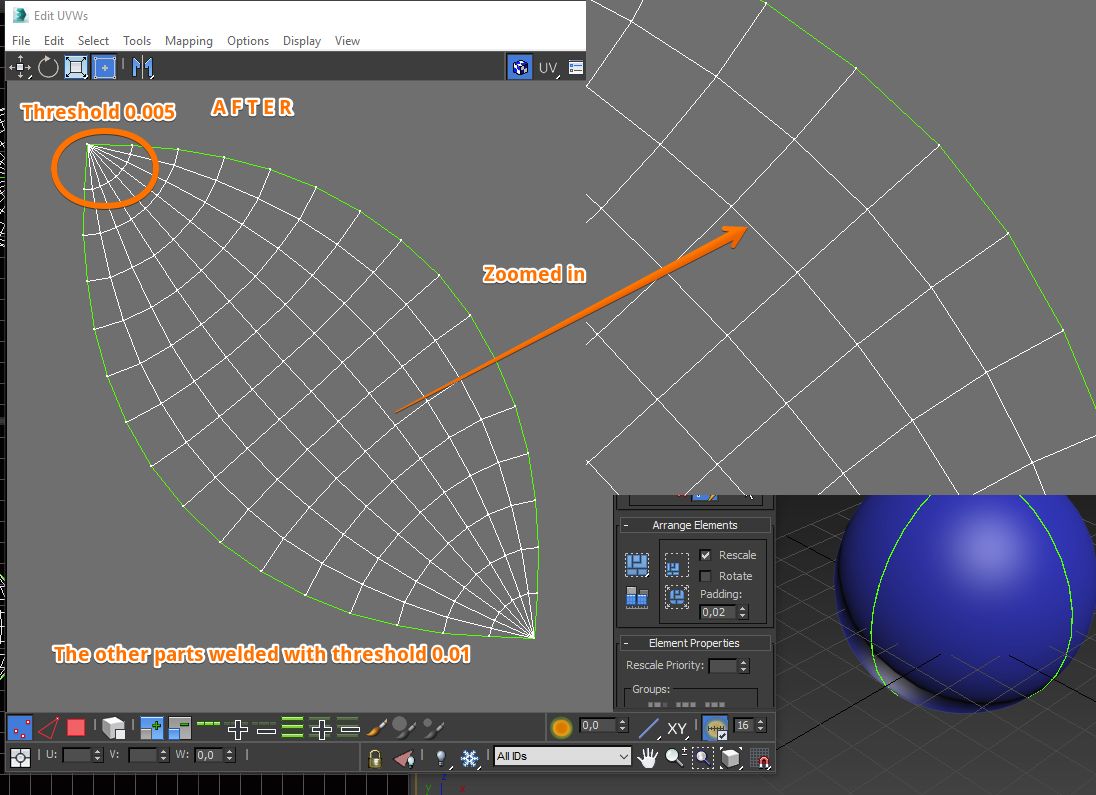 Edit UVWs
File Edit Select Tools Mapping Options Display View
UV
Threshold 0.005
AFTER
Zoomed in
The other parts welded with threshold 0.01
Arrange Elements
Rescale
Rotate
Padding:
0,02
Element Properties
Rescale Priority:
Groups:
0,0
XY
16
U:
V:
W: 0,0
All IDs
z
y
x